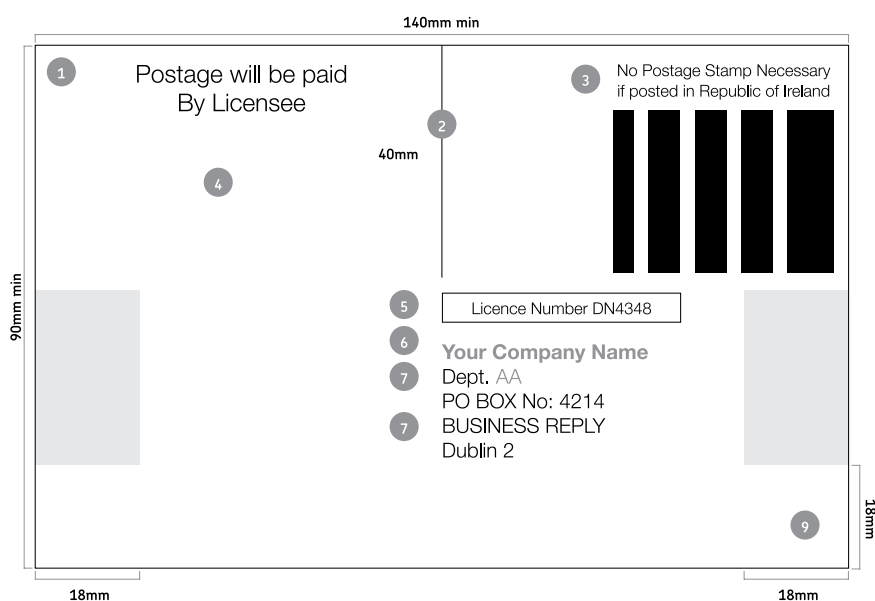 140mm min
1
Postage will be paid
By Licensee
2
3
No Postage Stamp Necessary
if posted in Republic of Ireland
40mm
4
90mm min
5
Licence Number DN4348
6
Your Company Name
7
Dept. AA
PO BOX No: 4214
7
BUSINESS REPLY
Dublin 2
9
18mm
18mm
18mm